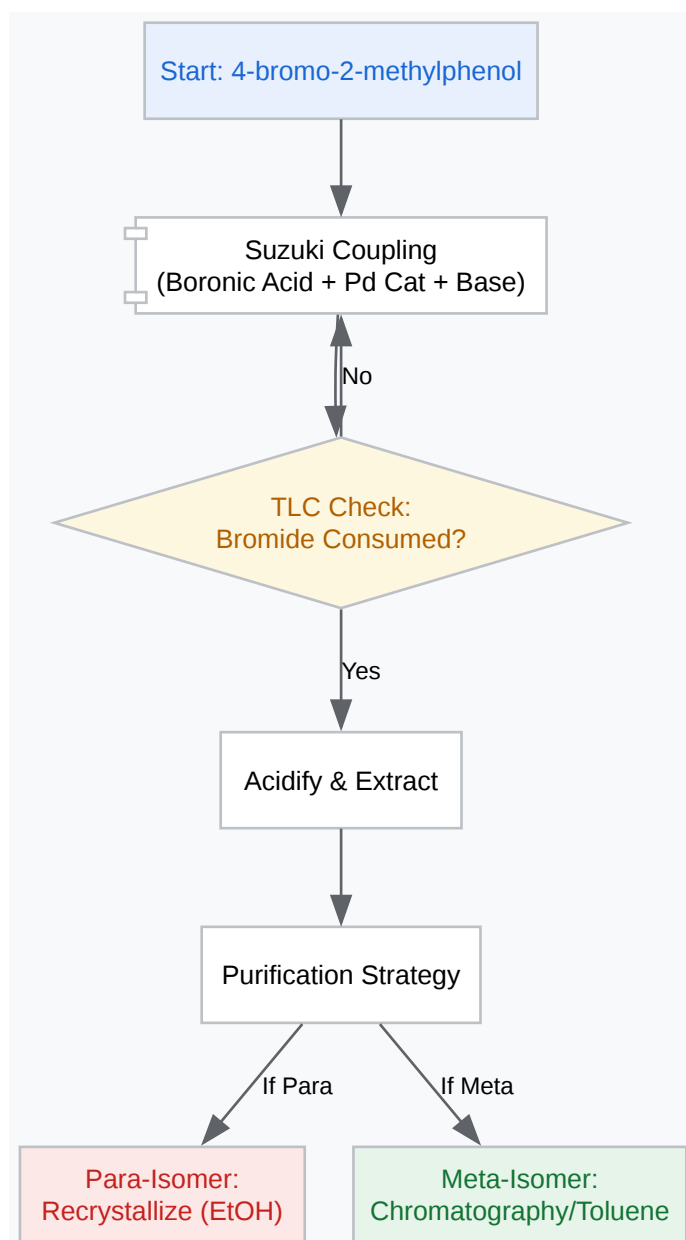 Start: 4-bromo-2-methylphenol
Suzuki Coupling
(Boronic Acid + Pd Cat + Base)
No
TLC Check:
Bromide Consumed?
Yes
Acidify & Extract
Purification Strategy
If Para
If Meta
Para-Isomer:
Recrystallize (EtOH)
Meta-Isomer:
Chromatography/Toluene